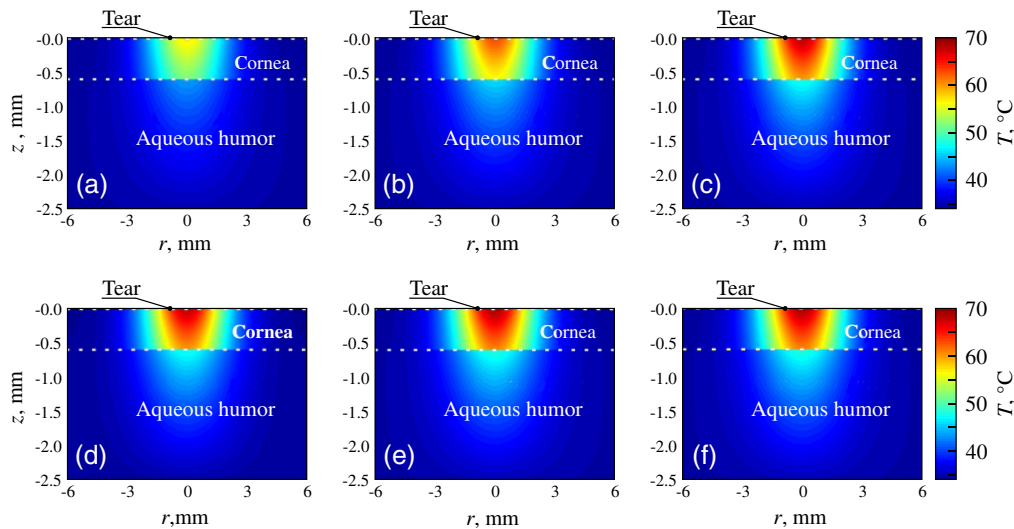 Tear Tear Tear
-0.0 -0.0 -0.0 70
Cornea Cornea Cornea
-0.5 -0.5 -0.5 60
z , mm -1.0 -1.0 -1.0 T, °C
Aqueous humor Aqueous humor Aqueous humor 50
-1.5 -1.5 -1.5
-2.0 (a) -2.0 (b) -2.0 (c) 40
-2.5 -2.5 -2.5
-6 -3 0 3 6 -6 -3 0 3 6 -6 -3 0 3 6
r, mm r, mm r, mm
Tear Tear Tear
-0.0 -0.0 -0.0 70
Cornea Cornea Cornea
-0.5 -0.5 -0.5 60
z, mm -1.0 -1.0 -1.0 T, °C
Aqueous humor Aqueous humor Aqueous humor 50
-1.5 -1.5 -1.5
-2.0 (d) -2.0 (e) -2.0 (f) 40
-2.5 -2.5 -2.5
-6 -3 0 3 6 -6 -3 0 3 6 -6 -3 0 3 6
r,mm r, mm r, mm